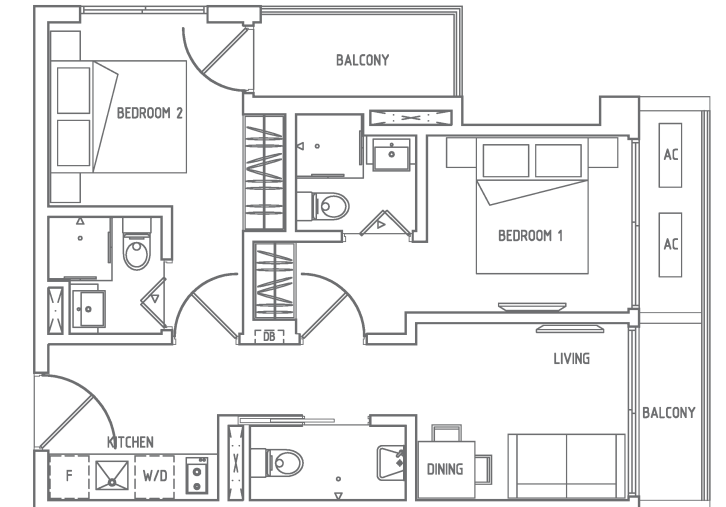 BALCONY
BEDROOM 2
AC
BEDROOM 1
AC
DB
LIVING
BALCONY
KITCHEN
F
W/D
DINING